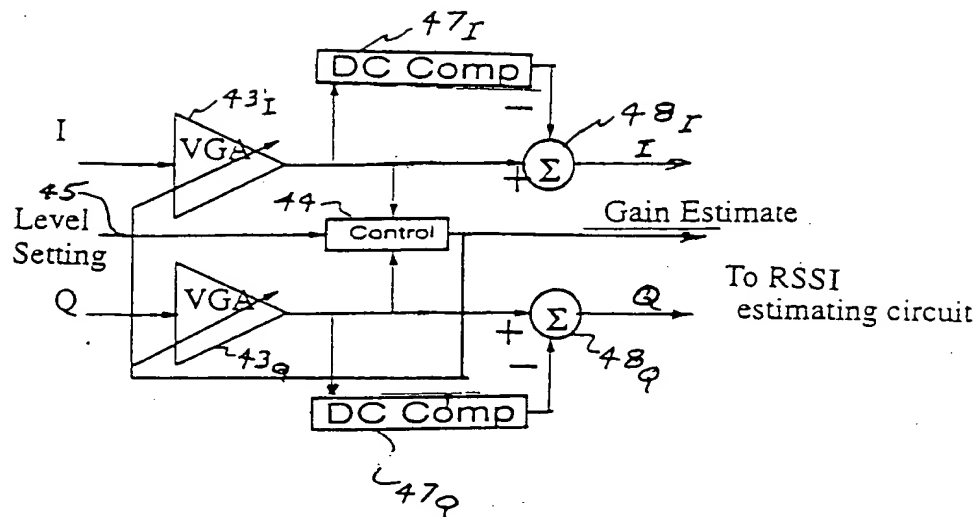 47I
DC Comp
43I
48I
I
VGA
−
I
+
Σ
45
44
Gain Estimate
Level
Setting
Control
To RSSI
estimating circuit
Q
VGA
Q
+
Σ
−
43Q
48Q
DC Comp
47Q